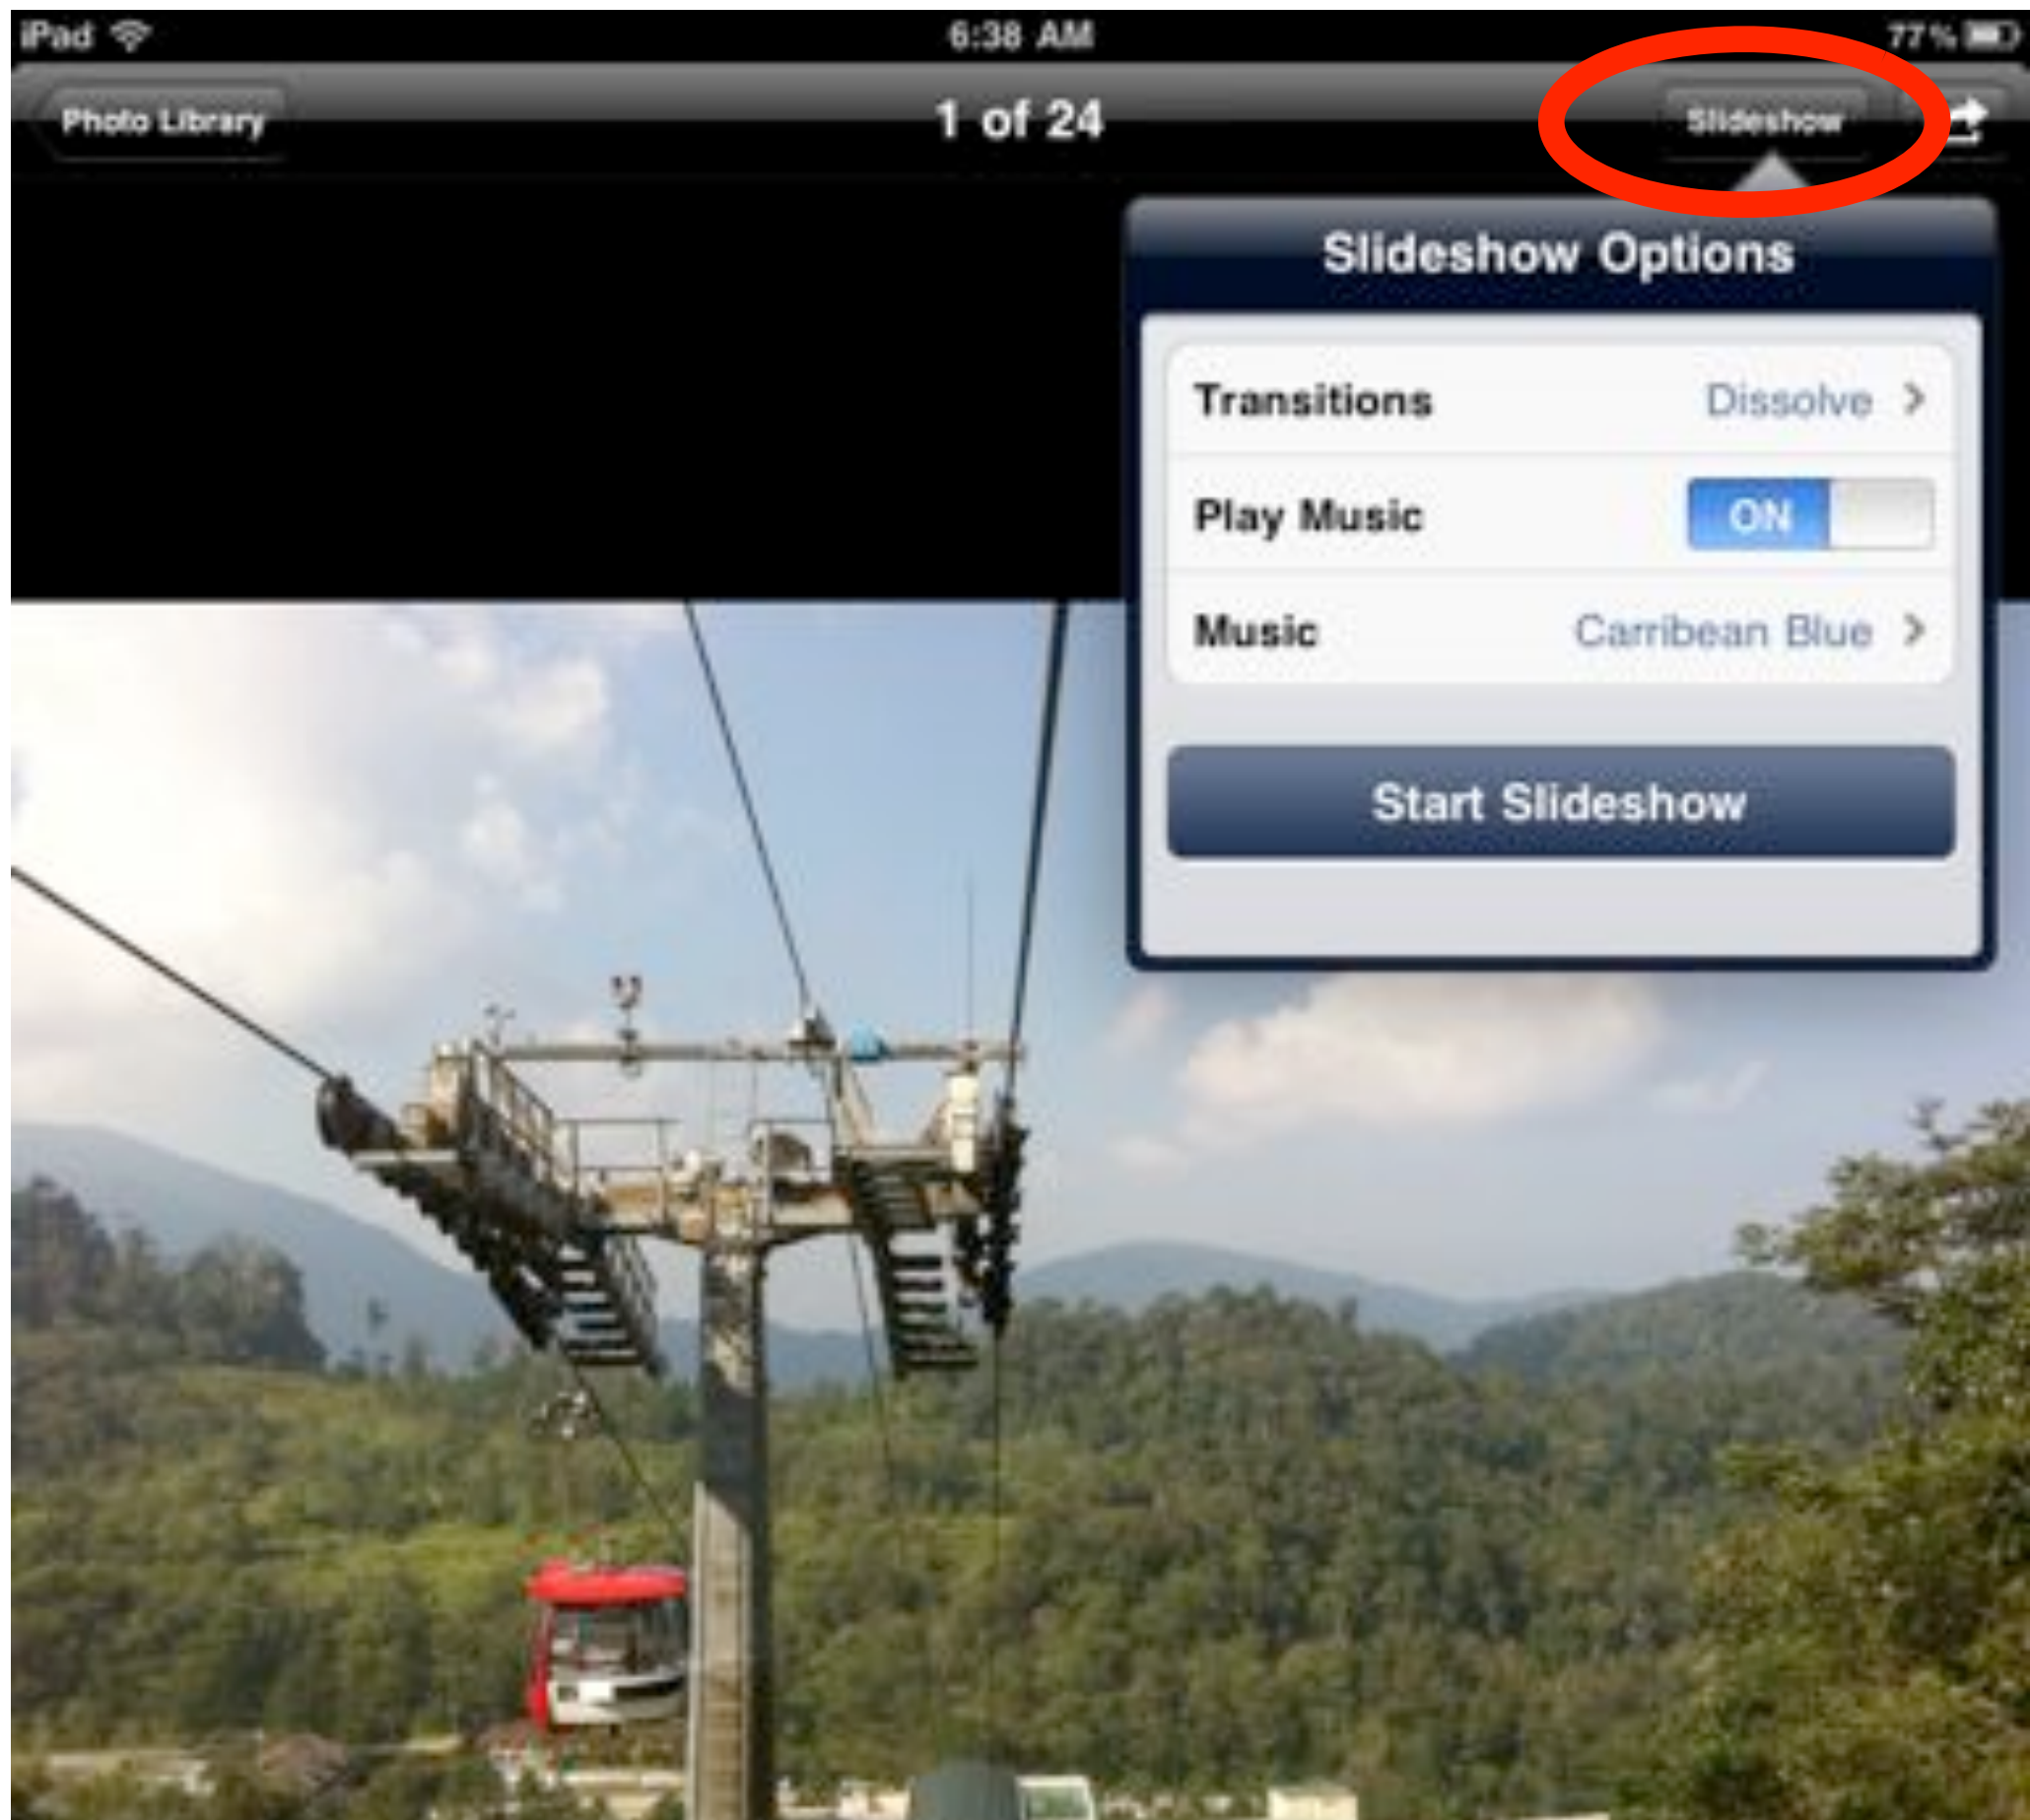 iPad
6:38 AM
77%
Photo Library
1 of 24
Slideshow
Slideshow Options
Transitions
Dissolve
Play Music
ON
Music
Carribean Blue
Start Slideshow